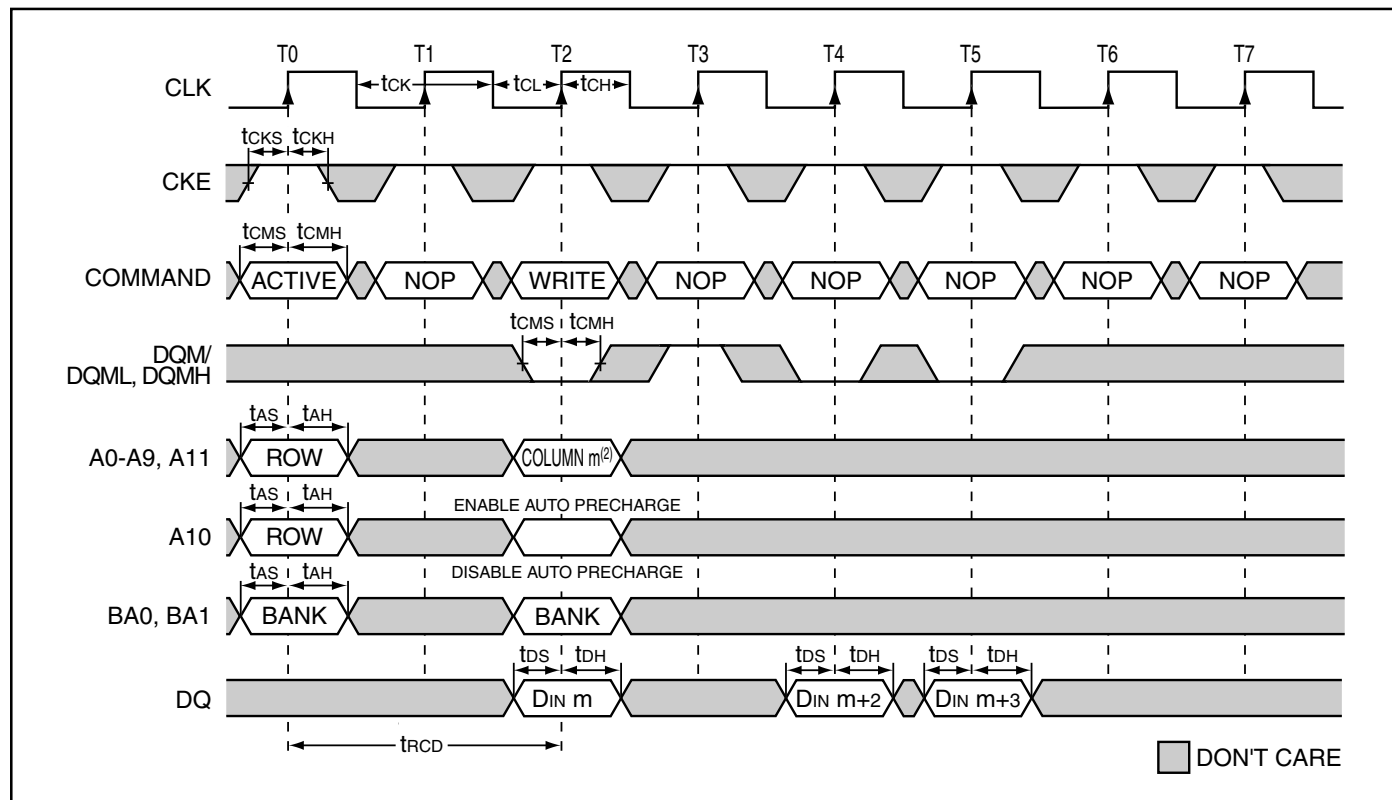 T0 T1 T2 T3 T4 T5 T6 T7
CLK tCK tCL tCH
tCKS tCKH
CKE
tCMS tCMH
COMMAND ACTIVE NOP WRITE NOP NOP NOP NOP NOP
tCMS tCMH
DQM/
DQML, DQMH
tAS tAH
A0-A9, A11 ROW COLUMN m(2)
tAS tAH ENABLE AUTO PRECHARGE
A10 ROW
tAS tAH DISABLE AUTO PRECHARGE
BA0, BA1 BANK BANK
tDS tDH tDS tDH tDS tDH
DQ DIN m DIN m+2 DIN m+3
tRCD
DON'T CARE